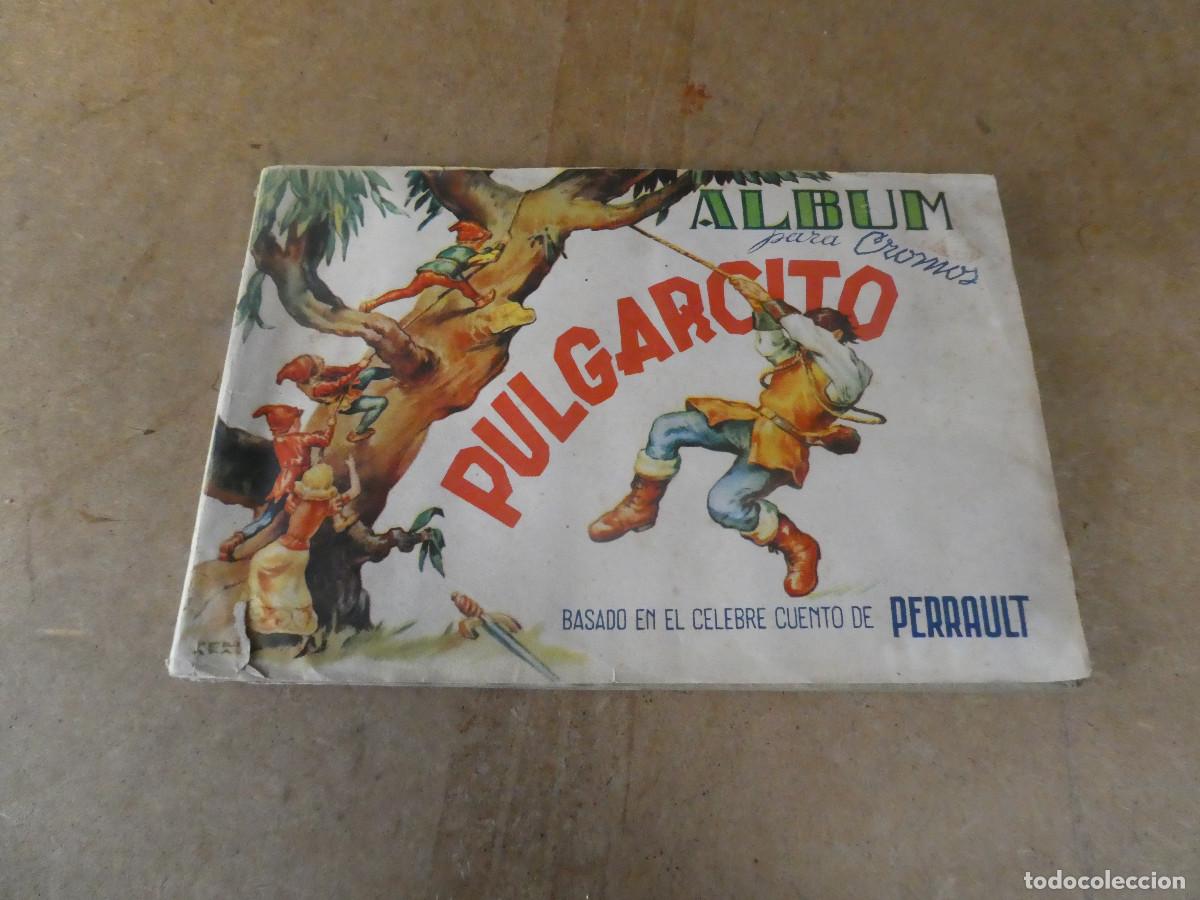 ALBUM
para Cromos
PULGARCITO
BASADO EN EL CELEBRE CUENTO DE PERRAULT
todocoleccion